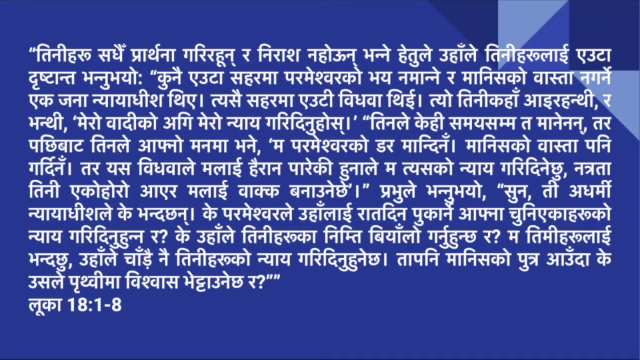 “तिनीहरू सधैँ प्रार्थना गरिरहून् र निराश नहोऊन् भन्ने हेतुले उहाँले तिनीहरूलाई एउटा
दृष्टान्त भन्नुभयो: “कुनै एउटा सहरमा परमेश्वरको भय नमान्ने र मानिसको वास्ता नगर्ने
एक जना न्यायाधीश थिए। त्यसै सहरमा एउटी विधवा थिई। त्यो तिनीकहाँ आइरहन्थी, र
भन्थी, ‘मेरो वादीको अगि मेरो न्याय गरिदिनुहोस्।’ “तिनले केही समयसम्म त मानेनन्, तर
पछिबाट तिनले आफ्नो मनमा भने, ‘म परमेश्वरको डर मान्दिनँ। मानिसको वास्ता पनि
गर्दिनँ। तर यस विधवाले मलाई हैरान पारेकी हुनाले म त्यसको न्याय गरिदिनेछु, नत्रता
तिनी एकोहोरो आएर मलाई वाक्क बनाउनेछे’।” प्रभुले भन्नुभयो, “सुन, ती अधर्मी
न्यायाधीशले के भन्दछन्। के परमेश्वरले उहाँलाई रातदिन पुकार्ने आफ्ना चुनिएकाहरूको
न्याय गरिदिनुहुन्न र? के उहाँले तिनीहरूका निम्ति बियाँलो गर्नुहुन्छ र? म तिमीहरूलाई
भन्दछु, उहाँले चाँड़ै नै तिनीहरूको न्याय गरिदिनुहुनेछ। तापनि मानिसको पुत्र आउँदा के
उसले पृथ्वीमा विश्वास भेट्टाउनेछ र?””
लूका 18:1-8